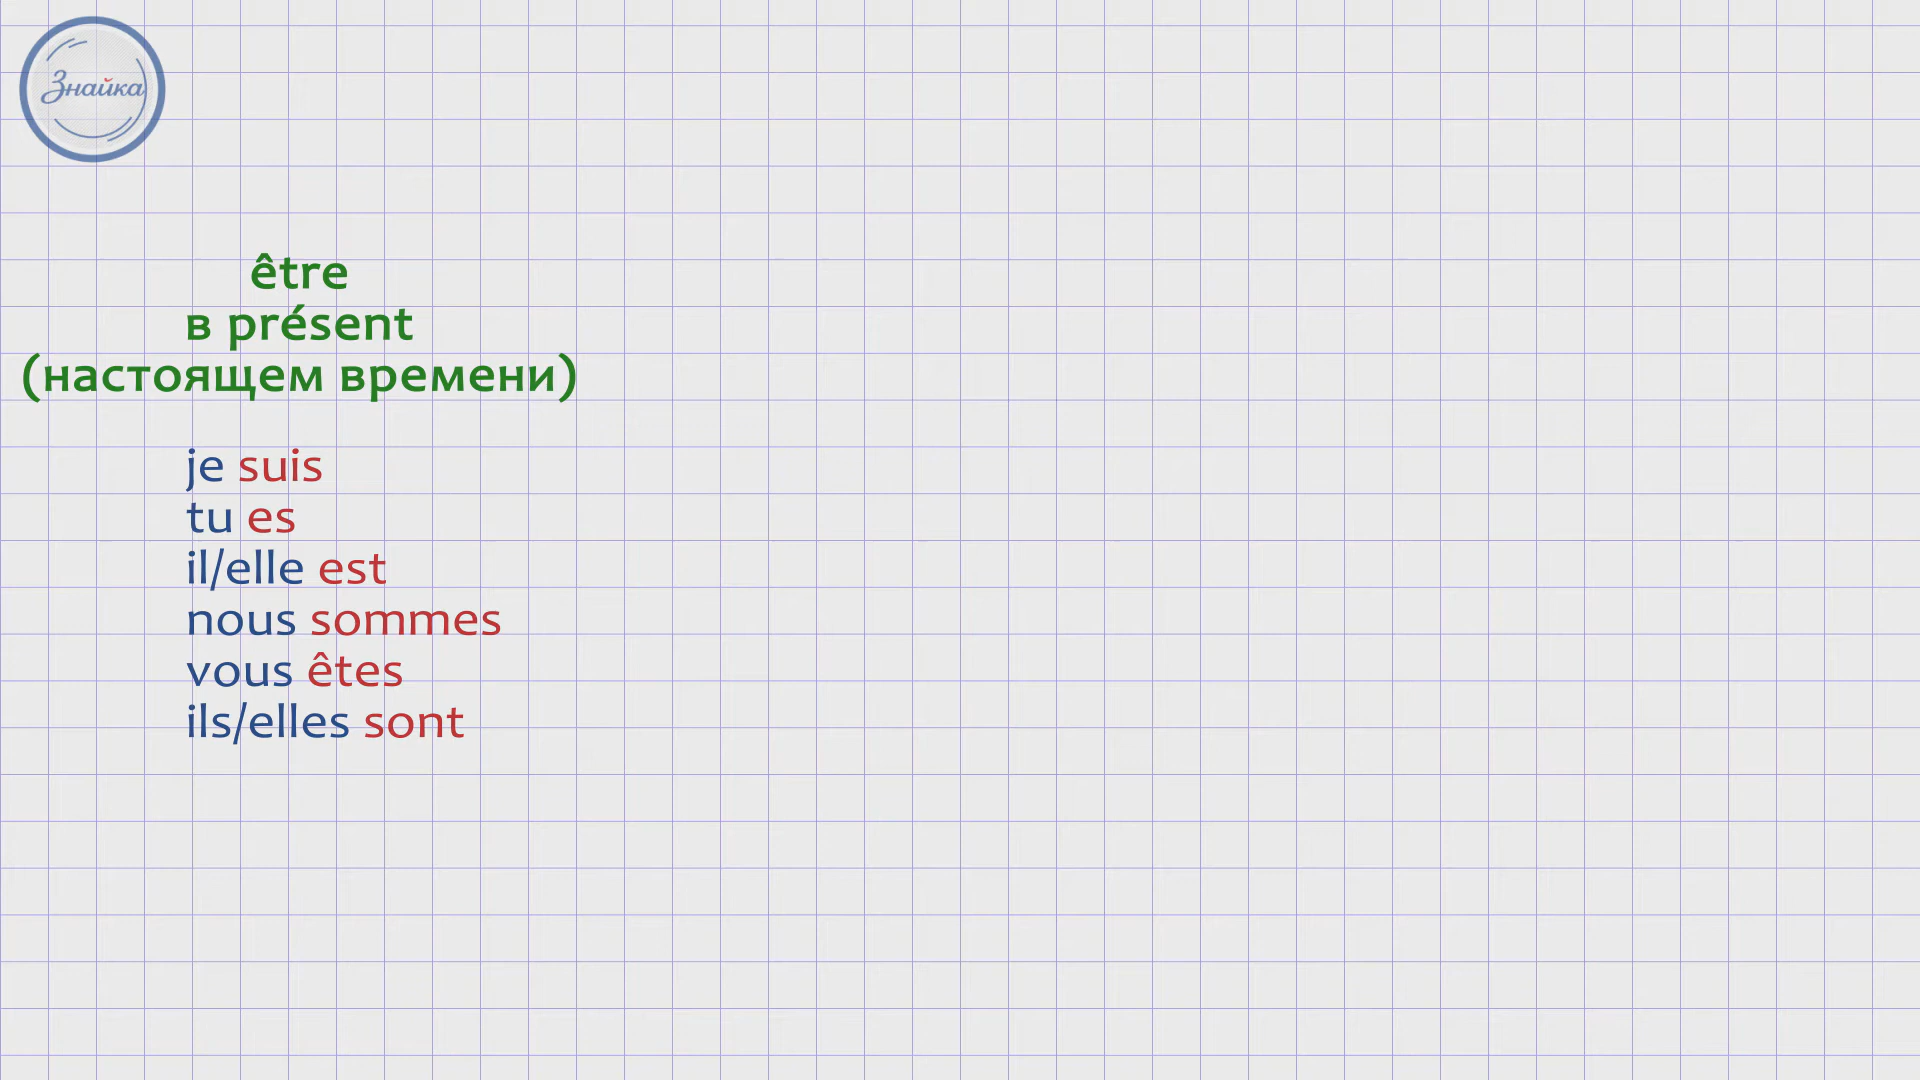 Знайка
être
в présent
(настоящем времени)
je suis
tu es
il/elle est
nous sommes
vous êtes
ils/elles sont